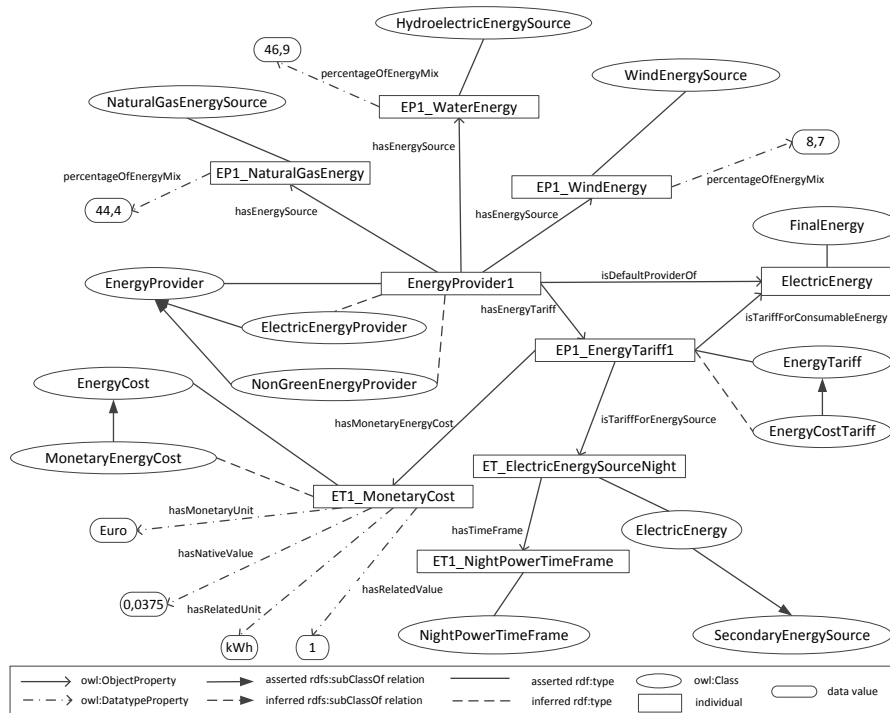 HydroelectricEnergySource
46,9
percentageOfEnergyMix
WindEnergySource
NaturalGasEnergySource
EP1_WaterEnergy
hasEnergySource
8,7
percentageOfEnergyMix
EP1_NaturalGasEnergy
EP1_WindEnergy
percentageOfEnergyMix
44,4
hasEnergySource
hasEnergySource
FinalEnergy
EnergyProvider
EnergyProvider1
isDefaultProviderOf
ElectricEnergy
hasEnergyTariff
isTariffForConsumableEnergy
ElectricEnergyProvider
EP1_EnergyTariff1
EnergyTariff
EnergyCost
NonGreenEnergyProvider
hasMonetaryEnergyCost
isTariffForEnergySource
EnergyCostTariff
MonetaryEnergyCost
ET_ElectricEnergySourceNight
ET1_MonetaryCost
hasMonetaryUnit
Euro
hasTimeFrame
ElectricEnergy
hasNativeValue
ET1_NightPowerTimeFrame
hasRelatedValue
0,0375
hasRelatedUnit
kWh
1
NightPowerTimeFrame
SecondaryEnergySource
owl:ObjectProperty
asserted rdfs:subClassOf relation
asserted rdf:type
owl:Class
data value
owl:DatatypeProperty
inferred rdfs:subClassOf relation
inferred rdf:type
individual